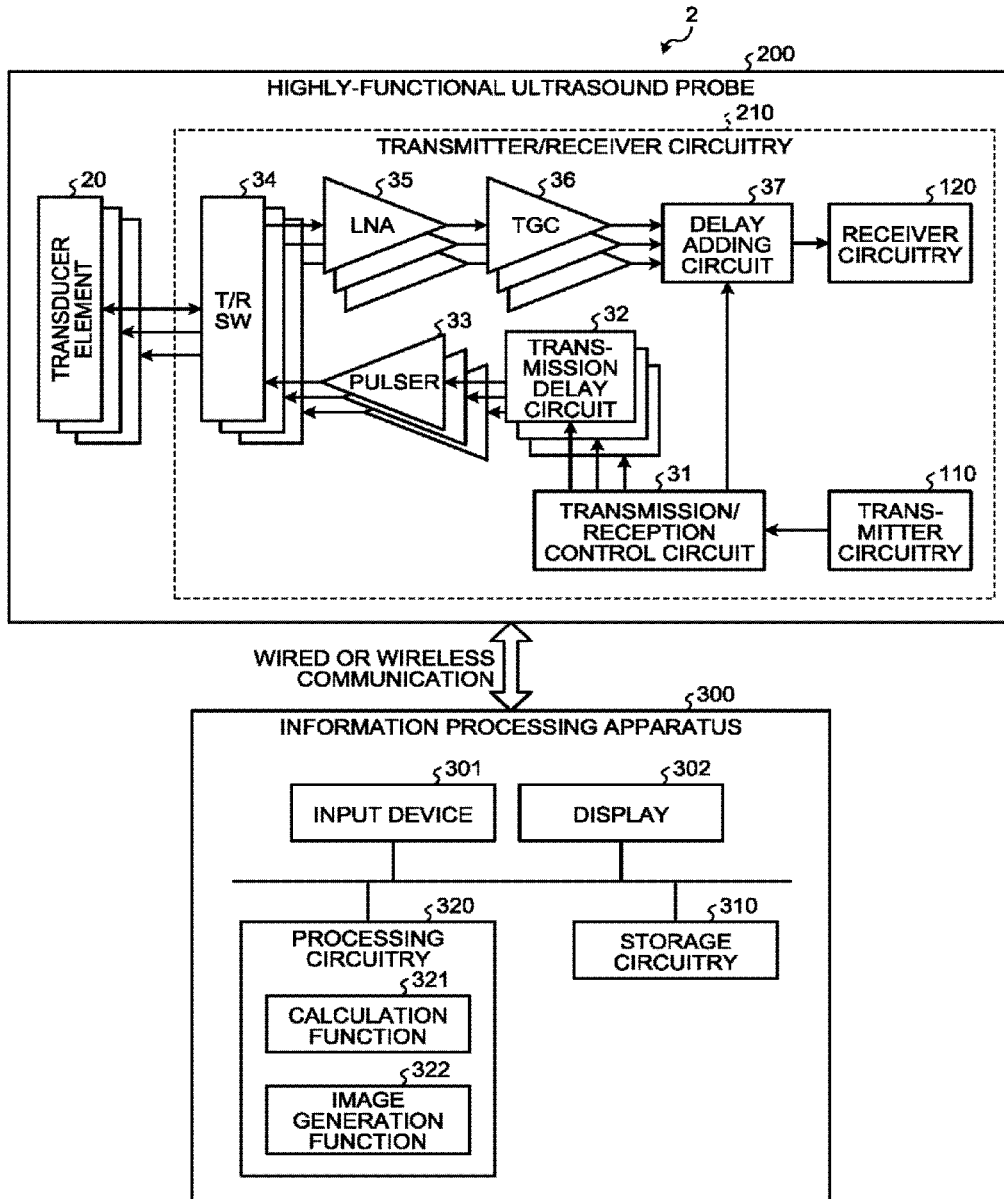 2
200
HIGHLY-FUNCTIONAL ULTRASOUND PROBE
210
TRANSMITTER/RECEIVER CIRCUITRY
20
34
35
36
37
120
TRANSDUCER
ELEMENT
T/R
SW
LNA
TGC
DELAY
ADDING
CIRCUIT
RECEIVER
CIRCUITRY
33
32
PULSER
TRANS-
MISSION
DELAY
CIRCUIT
31
110
TRANSMISSION/
RECEPTION
CONTROL CIRCUIT
TRANS-
MITTER
CIRCUITRY
WIRED OR WIRELESS
COMMUNICATION
300
INFORMATION PROCESSING APPARATUS
301
302
INPUT DEVICE
DISPLAY
320
310
PROCESSING
CIRCUITRY
STORAGE
CIRCUITRY
321
CALCULATION
FUNCTION
322
IMAGE
GENERATION
FUNCTION